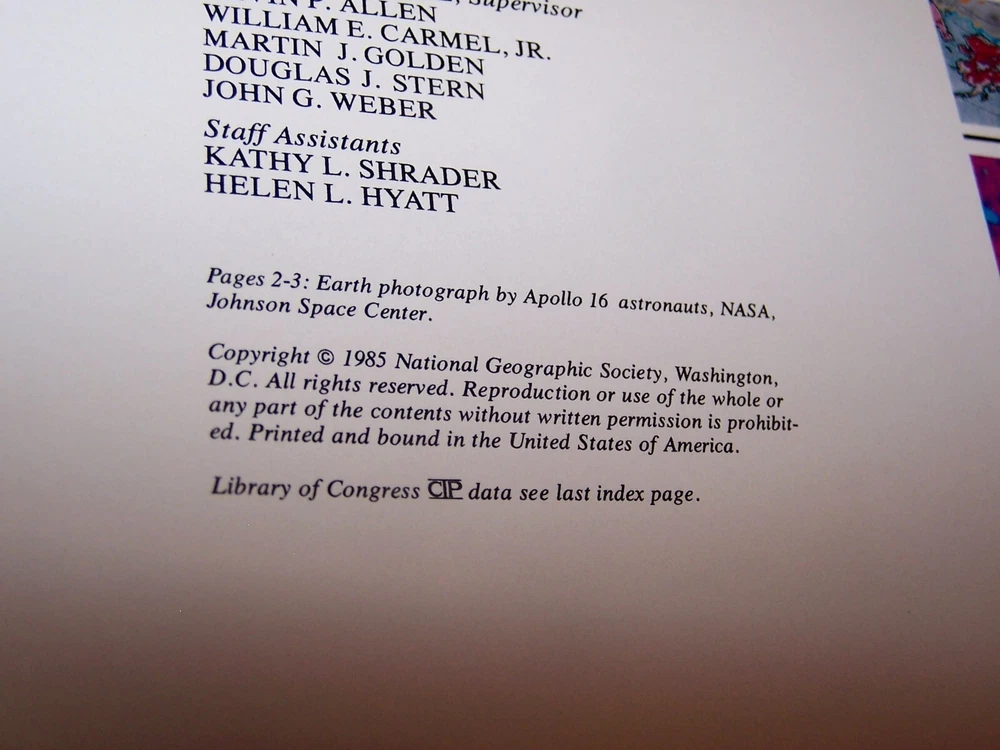 Supervisor
P. ALLEN
WILLIAM E. CARMEL, JR.
MARTIN J. GOLDEN
DOUGLAS J. STERN
JOHN G. WEBER
Staff Assistants
KATHY L. SHRADER
HELEN L. HYATT
Pages 2-3: Earth photograph by Apollo 16 astronauts, NASA,
Johnson Space Center.
Copyright © 1985 National Geographic Society, Washington,
D.C. All rights reserved. Reproduction or use of the whole or
any part of the contents without written permission is prohibit-
ed. Printed and bound in the United States of America.
Library of Congress CIP data see last index page.